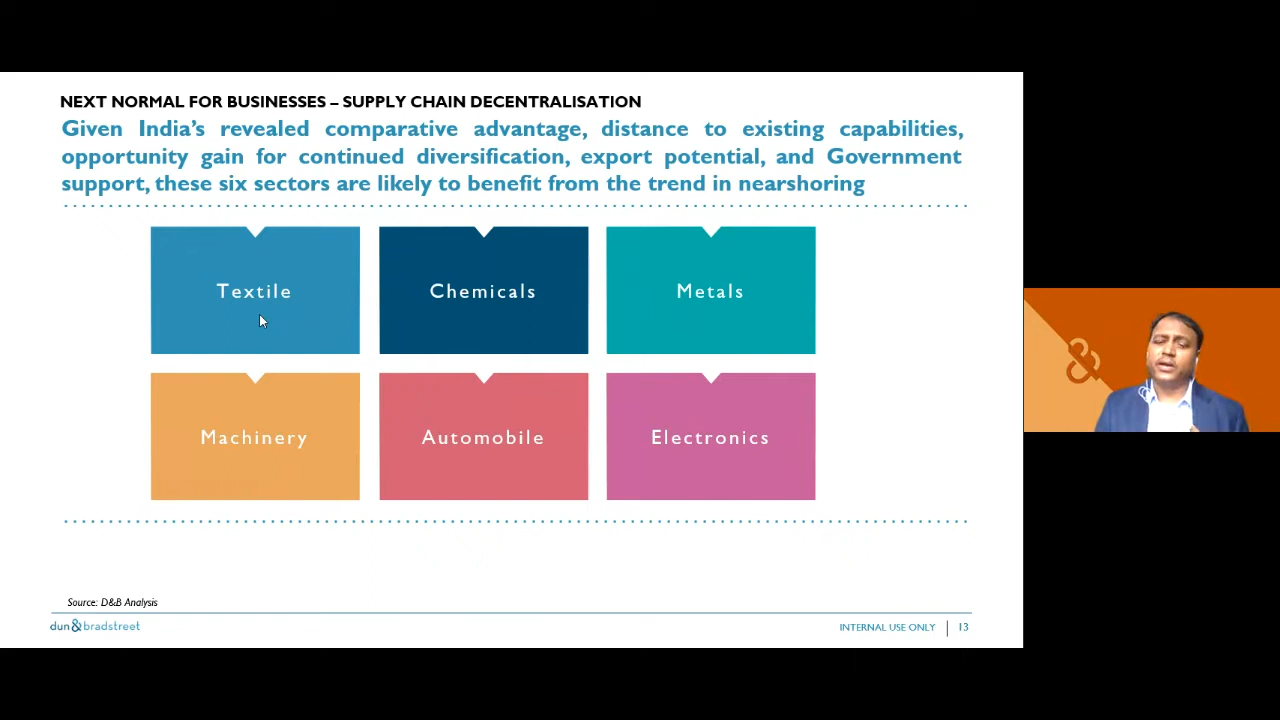 NEXT NORMAL FOR BUSINESSES – SUPPLY CHAIN DECENTRALISATION
Given India's revealed comparative advantage, distance to existing capabilities,
opportunity gain for continued diversification, export potential, and Government
support, these six sectors are likely to benefit from the trend in nearshoring
Textile
Chemicals
Metals
Machinery
Automobile
Electronics
Source: D&B Analysis
dun&bradstreet
INTERNAL USE ONLY | 13
&